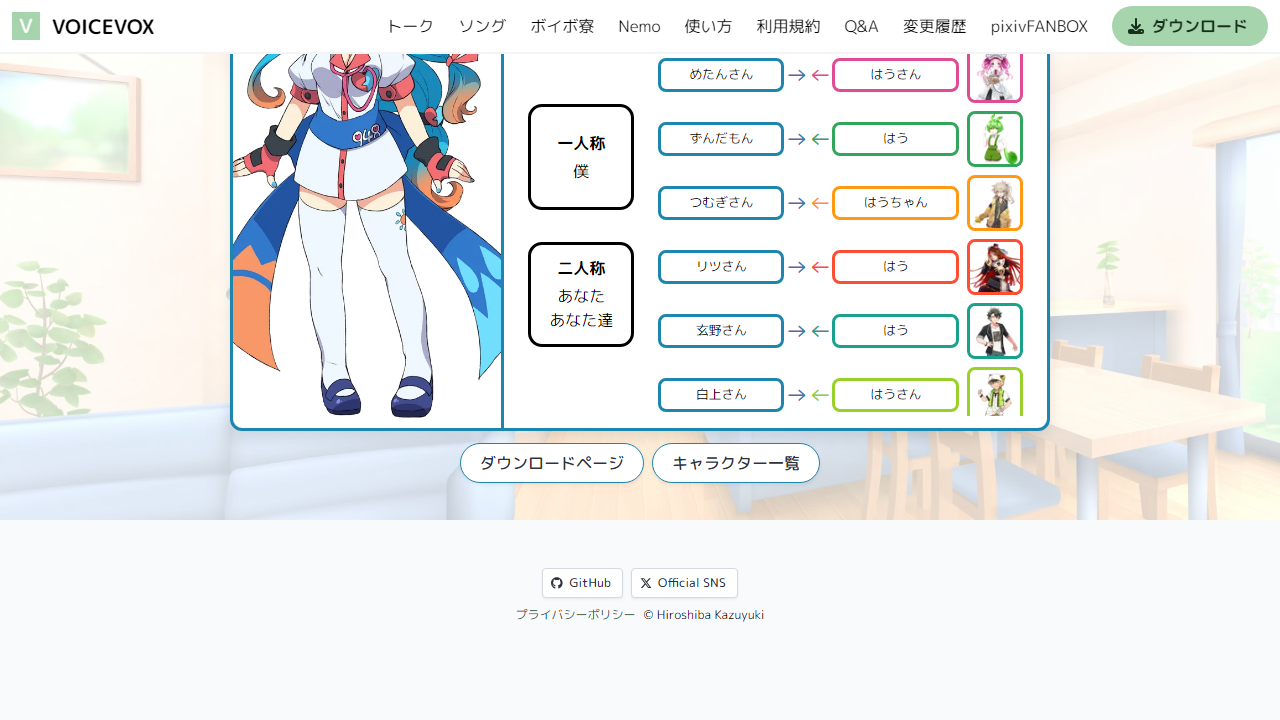 V VOICEVOX トーク ソング ボイボ寮 Nemo 使い方 利用規約 Q&A 変更履歴 pixivFANBOX ダウンロード
めたんさん → ← はうさん
一人称
僕
ずんだもん → ← はう
つむぎさん → ← はうちゃん
二人称
あなた
あなた達
リツさん → ← はう
玄野さん → ← はう
白上さん → ← はうさん
ダウンロードページ キャラクター一覧
GitHub Official SNS
プライバシーポリシー © Hiroshiba Kazuyuki